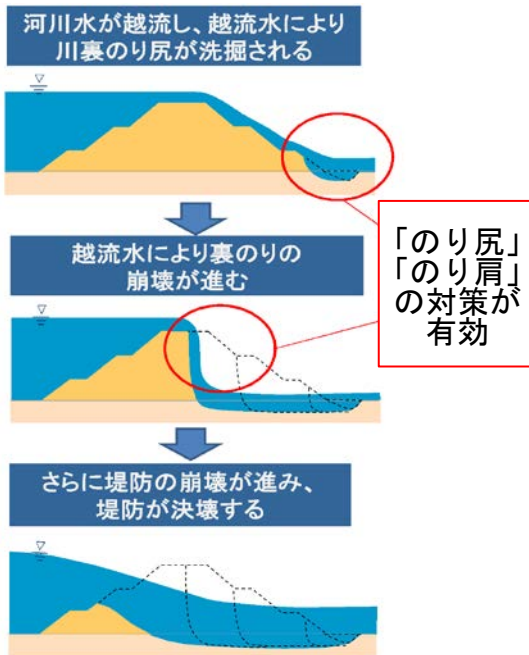 河川水が越流し、越流水により
川裏のり尻が洗掘される
「のり尻」
「のり肩」
の対策が
有効
越流水により裏のりの
崩壊が進む
さらに堤防の崩壊が進み、
堤防が決壊する